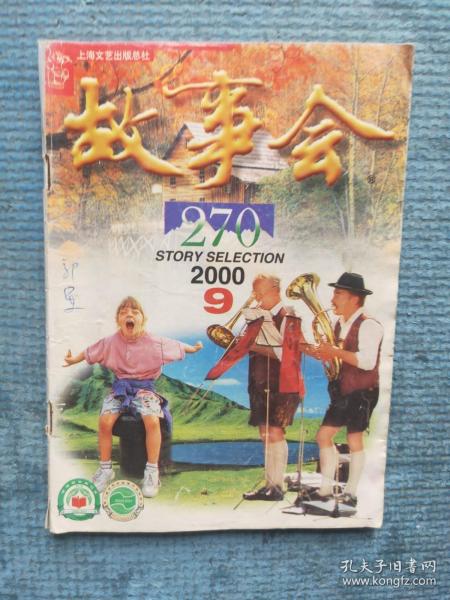 上海文艺出版总社
故事会
270
STORY SELECTION
2000
9
孔夫子旧书网
www.kongfz.com